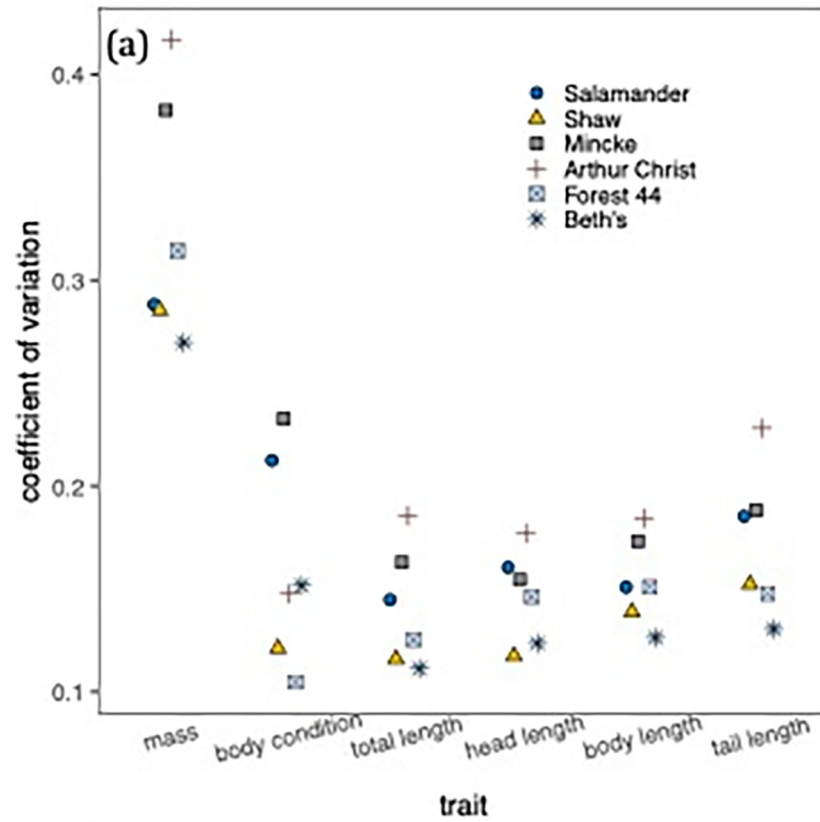 (a)
0.4
0.3
0.2
0.1
coefficient of variation
Salamander
Shaw
Mincke
Arthur Christ
Forest 44
Beth's
mass
body condition
total length
head length
body length
tail length
trait